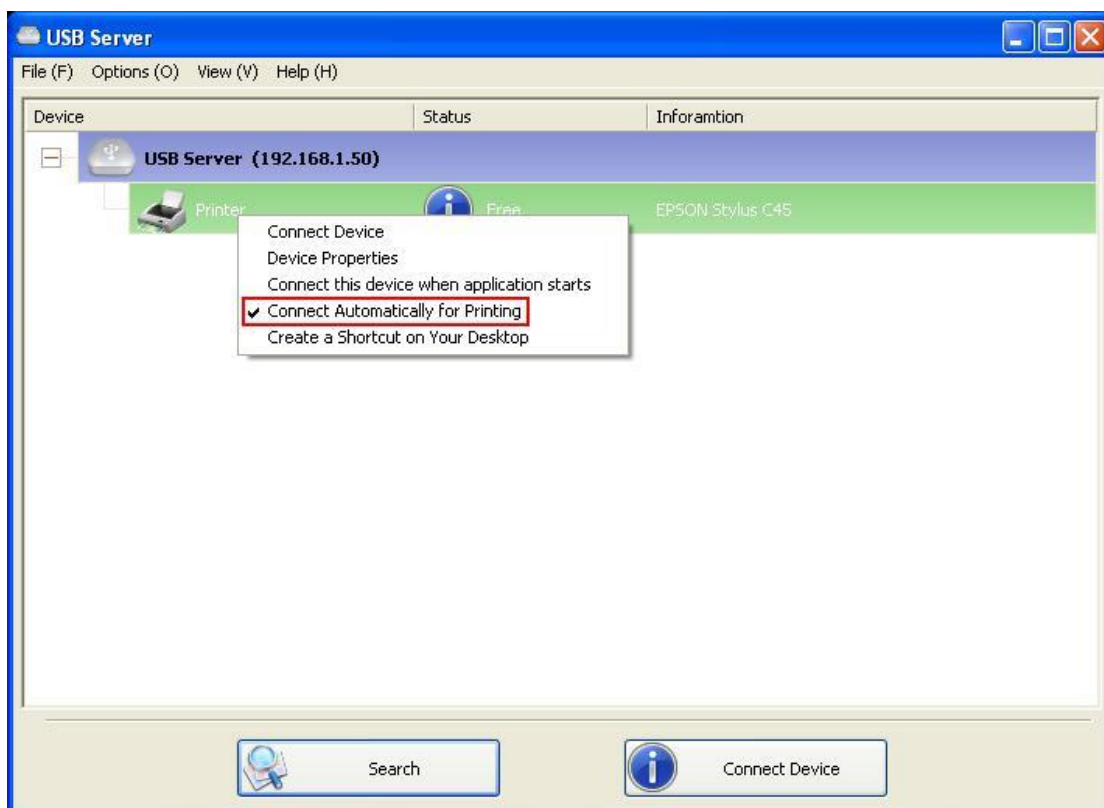 USB Server
File (F) Options (O) View (V) Help (H)
Device Status Inforamtion
USB Server (192.168.1.50)
Printer Free EPSON Stylus C45
Connect Device
Device Properties
Connect this device when application starts
Connect Automatically for Printing
Create a Shortcut on Your Desktop
Search Connect Device